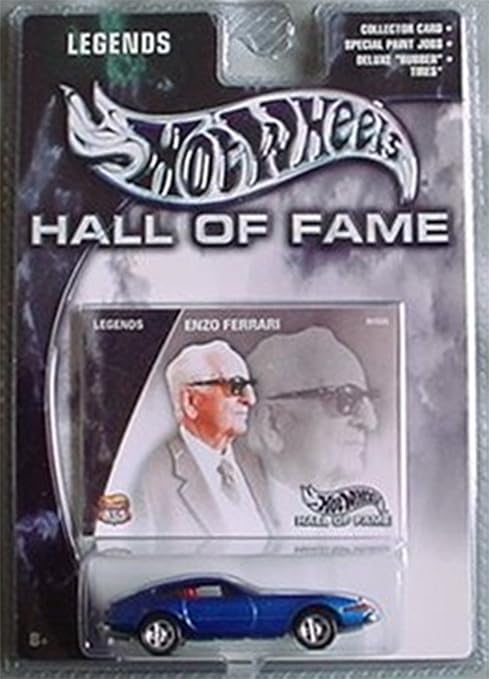 LEGENDS
COLLECTOR CARD •
SPECIAL PAINT JOBS •
DELUXE "RUBBER" •
TIRES
Hot Wheels
HALL OF FAME
LEGENDS ENZO FERRARI
Hot Wheels
HALL OF FAME
8+